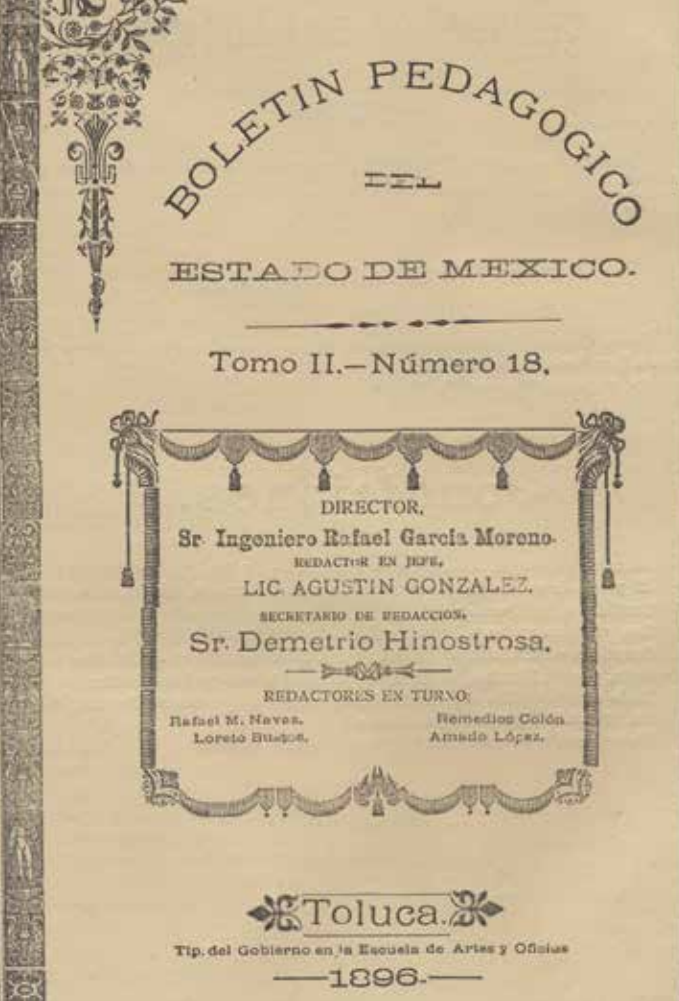 BOLETIN PEDAGOGICO
DEL
ESTADO DE MEXICO.
Tomo II.—Número 18.
DIRECTOR.
Sr. Ingeniero Rafael García Moreno.
REDACTOR EN JEFE.
LIC. AGUSTIN GONZALEZ.
SECRETARIO DE REDACCION.
Sr. Demetrio Hinostrosa.
REDACTORES EN TURNO:
Rafael M. Navas. Remedios Colón
Loreto Bustos. Amado López.
Toluca.
Tip. del Gobierno en la Escuela de Artes y Oficios
1896.